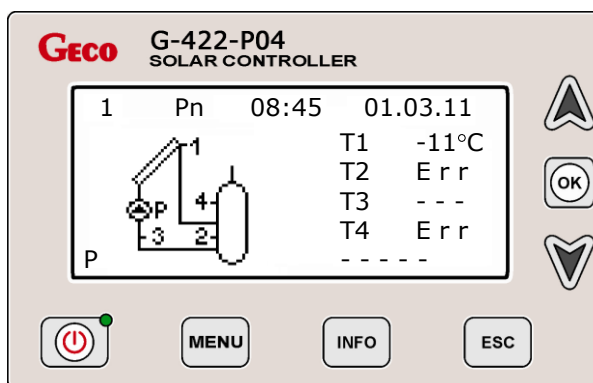 GECO G-422-P04
SOLAR CONTROLLER
1 Pn 08:45 01.03.11
T1 -11°C
T2 Err
T3 ---
T4 Err
-----
1
P 4
3 2
P
OK
MENU INFO ESC